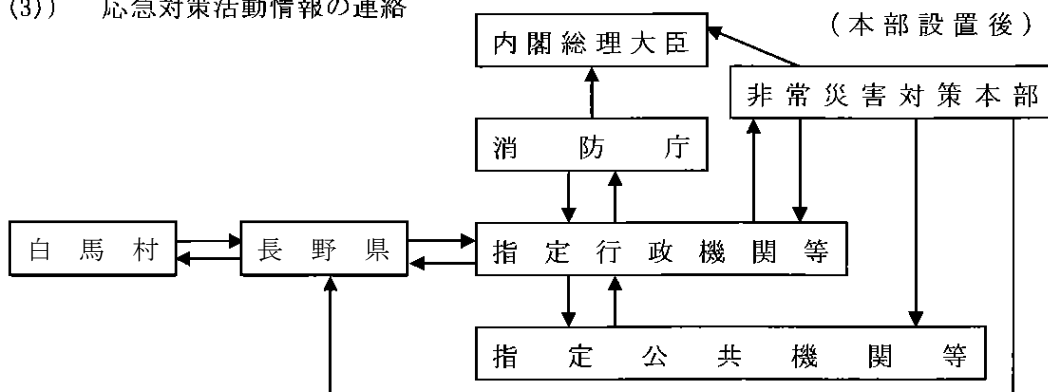 (3)) 応急対策活動情報の連絡
(本部設置後)
内閣総理大臣
非常災害対策本部
消防庁
白馬村
長野県
指定行政機関等
指定公共機関等